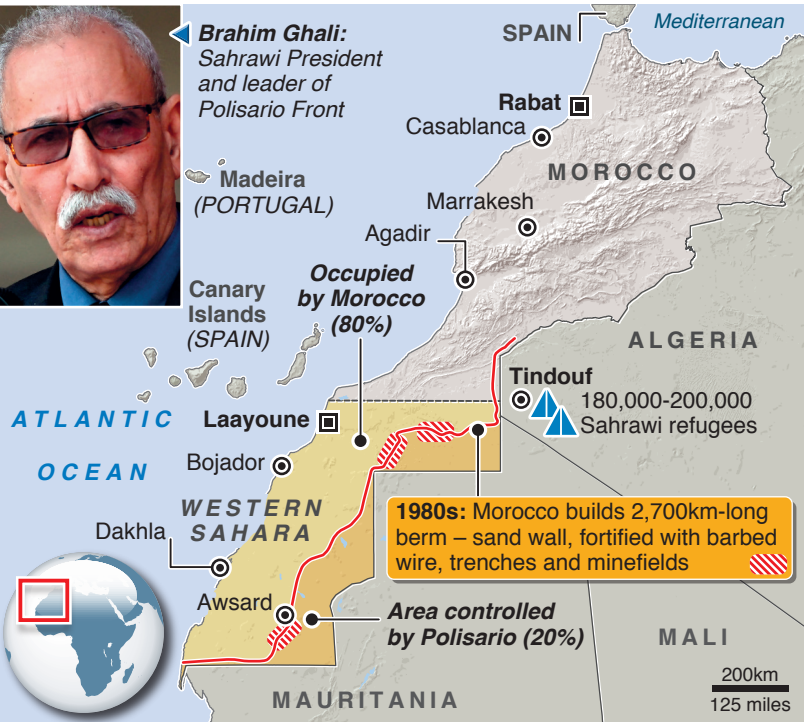 Brahim Ghali:
Sahrawi President
and leader of
Polisario Front
SPAIN
Mediterranean
Rabat
Casablanca
MOROCCO
Madeira
(PORTUGAL)
Marrakesh
Agadir
Canary
Islands
(SPAIN)
Occupied
by Morocco
(80%)
ALGERIA
Tindouf
180,000-200,000
Sahrawi refugees
ATLANTIC
OCEAN
Laayoune
Bojador
WESTERN
SAHARA
1980s: Morocco builds 2,700km-long
berm – sand wall, fortified with barbed
wire, trenches and minefields
Dakhla
Awsard
Area controlled
by Polisario (20%)
MALI
MAURITANIA
200km
125 miles